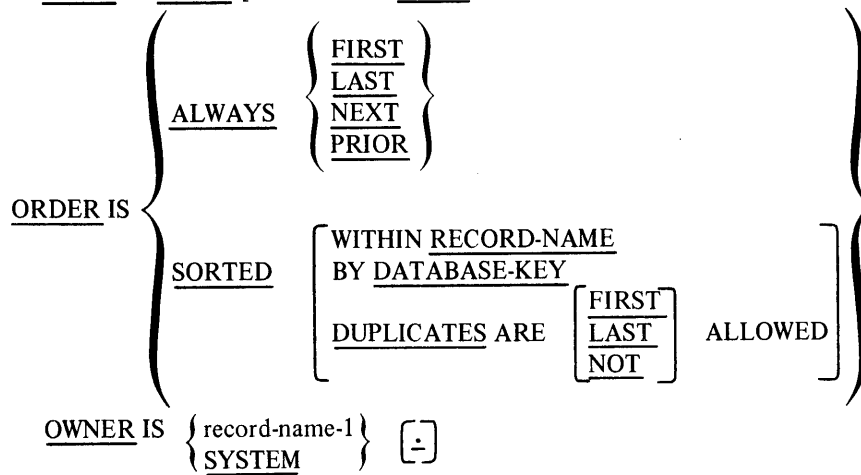 FIRST
LAST
ALWAYS NEXT
PRIOR
ORDER IS
WITHIN RECORD-NAME
SORTED BY DATABASE-KEY
FIRST
DUPLICATES ARE LAST ALLOWED
NOT
OWNER IS record-name-1 [.]
SYSTEM